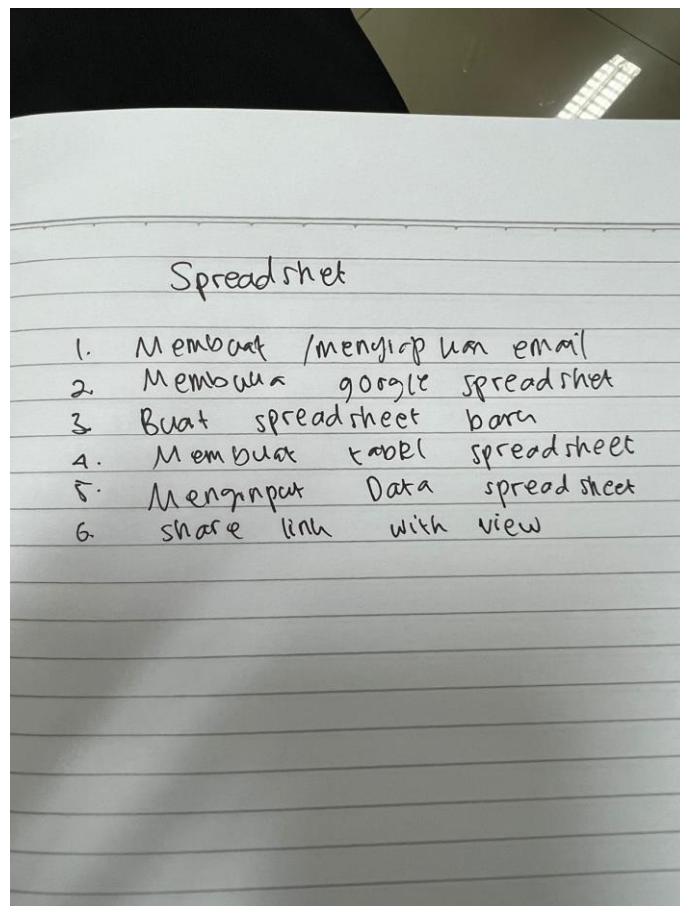 Spreadshet
1. Membuat /menyiapkan email
2. Membuka google spreadshet
3. Buat spreadsheet baru
4. Membuat tabel spreadsheet
5. Menginput Data spreadsheet
6. share link with view